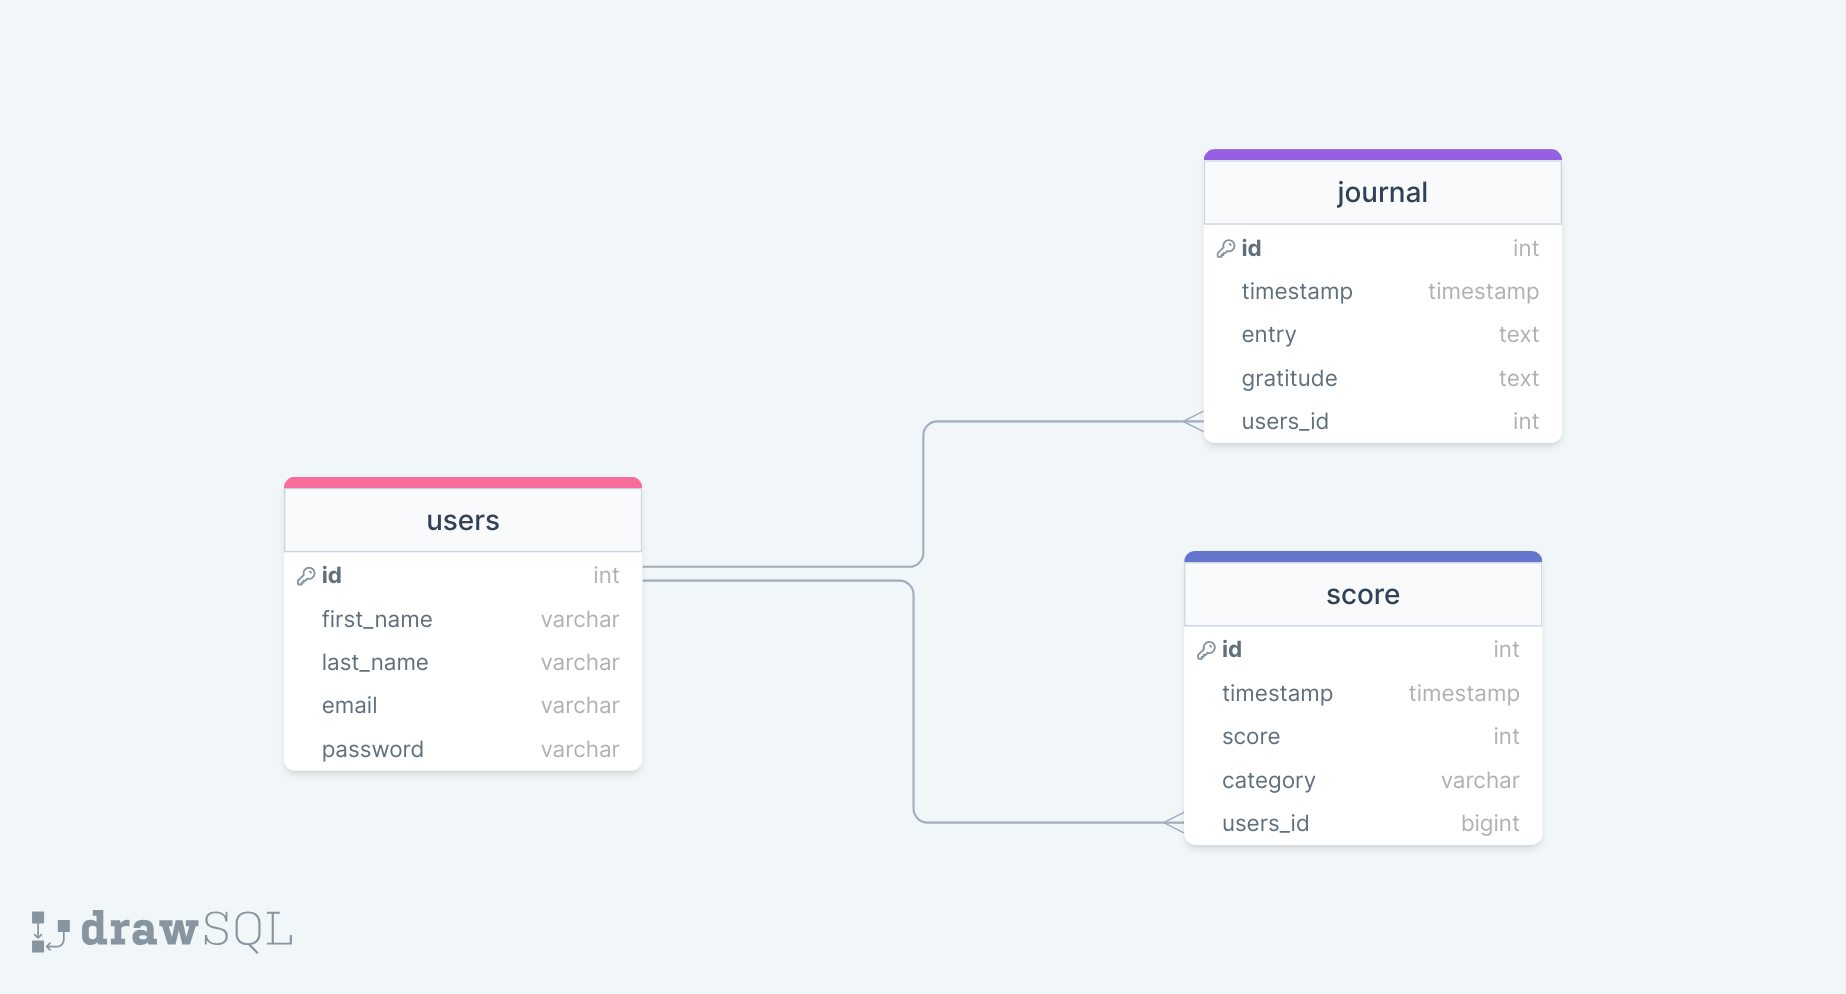 users
id int
first_name varchar
last_name varchar
email varchar
password varchar
journal
id int
timestamp timestamp
entry text
gratitude text
users_id int
score
id int
timestamp timestamp
score int
category varchar
users_id bigint
drawSQL